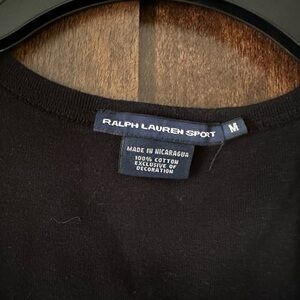 RALPH LAUREN SPORT
M
MADE IN NICARAGUA
100% COTTON
EXCLUSIVE OF
DECORATION